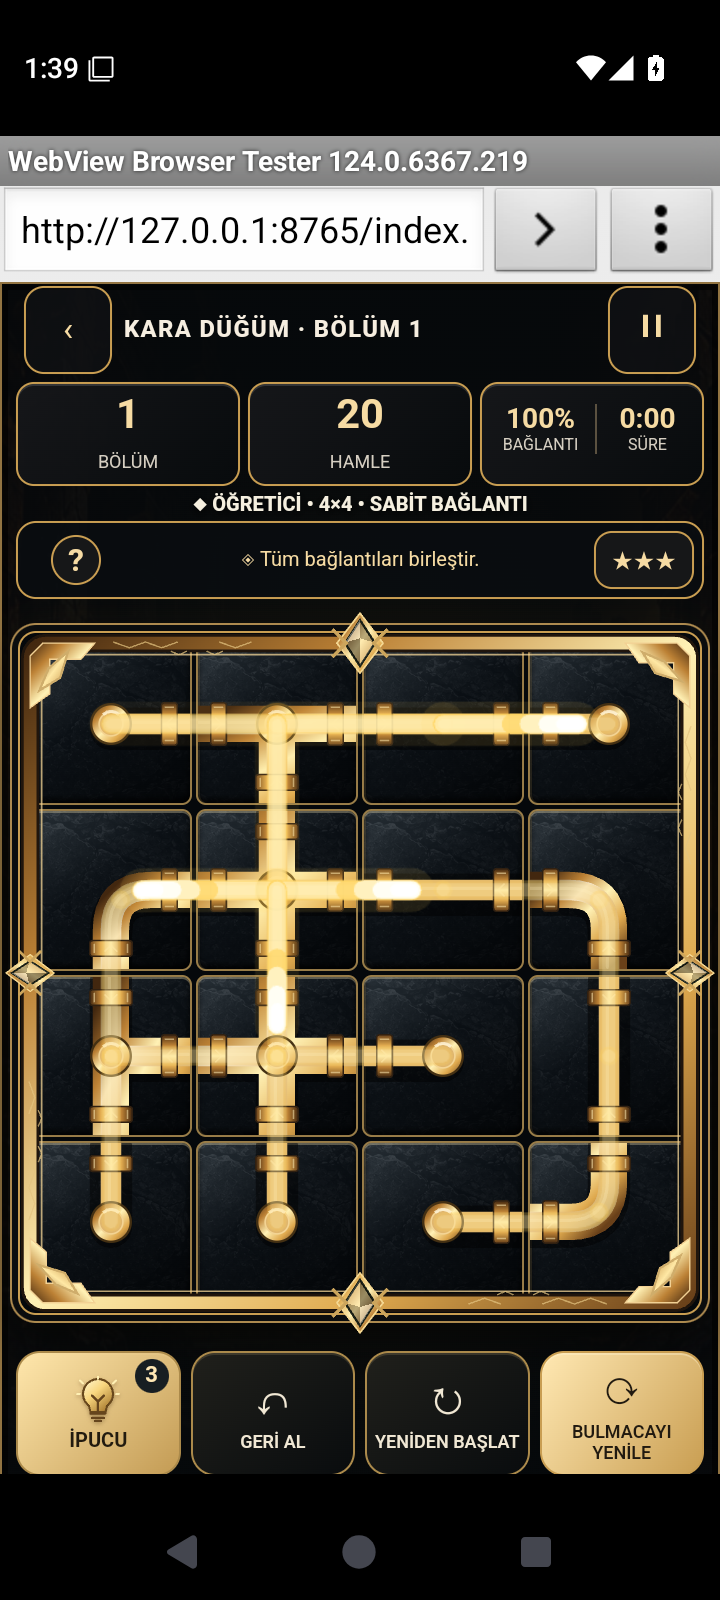 1:39
WebView Browser Tester 124.0.6367.219
http://127.0.0.1:8765/index.
KARA DÜĞÜM · BÖLÜM 1
1
BÖLÜM
20
HAMLE
100%
BAĞLANTI
0:00
SÜRE
◆ ÖĞRETİCİ • 4×4 • SABİT BAĞLANTI
?
◈ Tüm bağlantıları birleştir.
★★★
3
İPUCU
GERİ AL
YENİDEN BAŞLAT
BULMACAYI
YENİLE